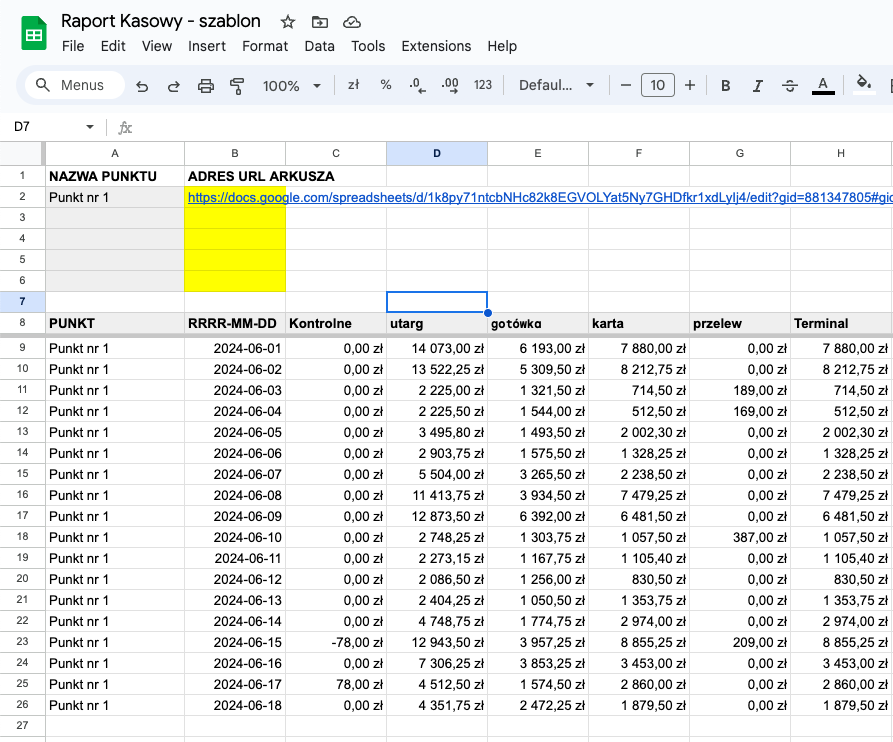 Raport Kasowy - szablon
File Edit View Insert Format Data Tools Extensions Help
Menus 100% zł % .0 .00 123 Defaul... − 10 + B I A
D7 fx
A B C D E F G H
1 NAZWA PUNKTU ADRES URL ARKUSZA
2 Punkt nr 1 https://docs.google.com/spreadsheets/d/1k8py71ntcbNHc82k8EGVOLYat5Ny7GHDfkr1xdLyIj4/edit?gid=881347805#gid
3
4
5
6
7
8 PUNKT RRRR-MM-DD Kontrolne utarg gotówka karta przelew Terminal
9 Punkt nr 1 2024-06-01 0,00 zł 14 073,00 zł 6 193,00 zł 7 880,00 zł 0,00 zł 7 880,00 zł
10 Punkt nr 1 2024-06-02 0,00 zł 13 522,25 zł 5 309,50 zł 8 212,75 zł 0,00 zł 8 212,75 zł
11 Punkt nr 1 2024-06-03 0,00 zł 2 225,00 zł 1 321,50 zł 714,50 zł 189,00 zł 714,50 zł
12 Punkt nr 1 2024-06-04 0,00 zł 2 225,50 zł 1 544,00 zł 512,50 zł 169,00 zł 512,50 zł
13 Punkt nr 1 2024-06-05 0,00 zł 3 495,80 zł 1 493,50 zł 2 002,30 zł 0,00 zł 2 002,30 zł
14 Punkt nr 1 2024-06-06 0,00 zł 2 903,75 zł 1 575,50 zł 1 328,25 zł 0,00 zł 1 328,25 zł
15 Punkt nr 1 2024-06-07 0,00 zł 5 504,00 zł 3 265,50 zł 2 238,50 zł 0,00 zł 2 238,50 zł
16 Punkt nr 1 2024-06-08 0,00 zł 11 413,75 zł 3 934,50 zł 7 479,25 zł 0,00 zł 7 479,25 zł
17 Punkt nr 1 2024-06-09 0,00 zł 12 873,50 zł 6 392,00 zł 6 481,50 zł 0,00 zł 6 481,50 zł
18 Punkt nr 1 2024-06-10 0,00 zł 2 748,25 zł 1 303,75 zł 1 057,50 zł 387,00 zł 1 057,50 zł
19 Punkt nr 1 2024-06-11 0,00 zł 2 273,15 zł 1 167,75 zł 1 105,40 zł 0,00 zł 1 105,40 zł
20 Punkt nr 1 2024-06-12 0,00 zł 2 086,50 zł 1 256,00 zł 830,50 zł 0,00 zł 830,50 zł
21 Punkt nr 1 2024-06-13 0,00 zł 2 404,25 zł 1 050,50 zł 1 353,75 zł 0,00 zł 1 353,75 zł
22 Punkt nr 1 2024-06-14 0,00 zł 4 748,75 zł 1 774,75 zł 2 974,00 zł 0,00 zł 2 974,00 zł
23 Punkt nr 1 2024-06-15 -78,00 zł 12 943,50 zł 3 957,25 zł 8 855,25 zł 209,00 zł 8 855,25 zł
24 Punkt nr 1 2024-06-16 0,00 zł 7 306,25 zł 3 853,25 zł 3 453,00 zł 0,00 zł 3 453,00 zł
25 Punkt nr 1 2024-06-17 78,00 zł 4 512,50 zł 1 574,50 zł 2 860,00 zł 0,00 zł 2 860,00 zł
26 Punkt nr 1 2024-06-18 0,00 zł 4 351,75 zł 2 472,25 zł 1 879,50 zł 0,00 zł 1 879,50 zł
27